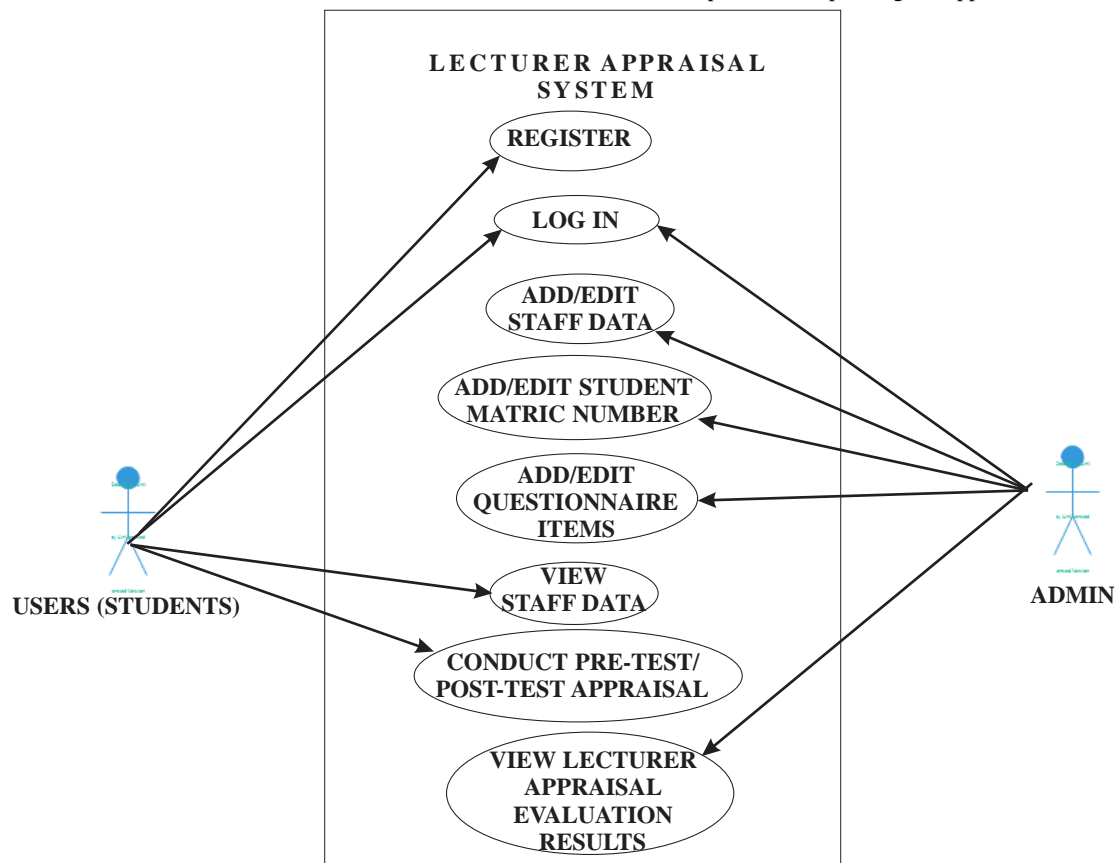 LECTURER APPRAISAL
SYSTEM
REGISTER
LOG IN
ADD/EDIT
STAFF DATA
ADD/EDIT STUDENT
MATRIC NUMBER
ADD/EDIT
QUESTIONNAIRE
ITEMS
VIEW
STAFF DATA
USERS (STUDENTS)
ADMIN
CONDUCT PRE-TEST/
POST-TEST APPRAISAL
VIEW LECTURER
APPRAISAL
EVALUATION
RESULTS